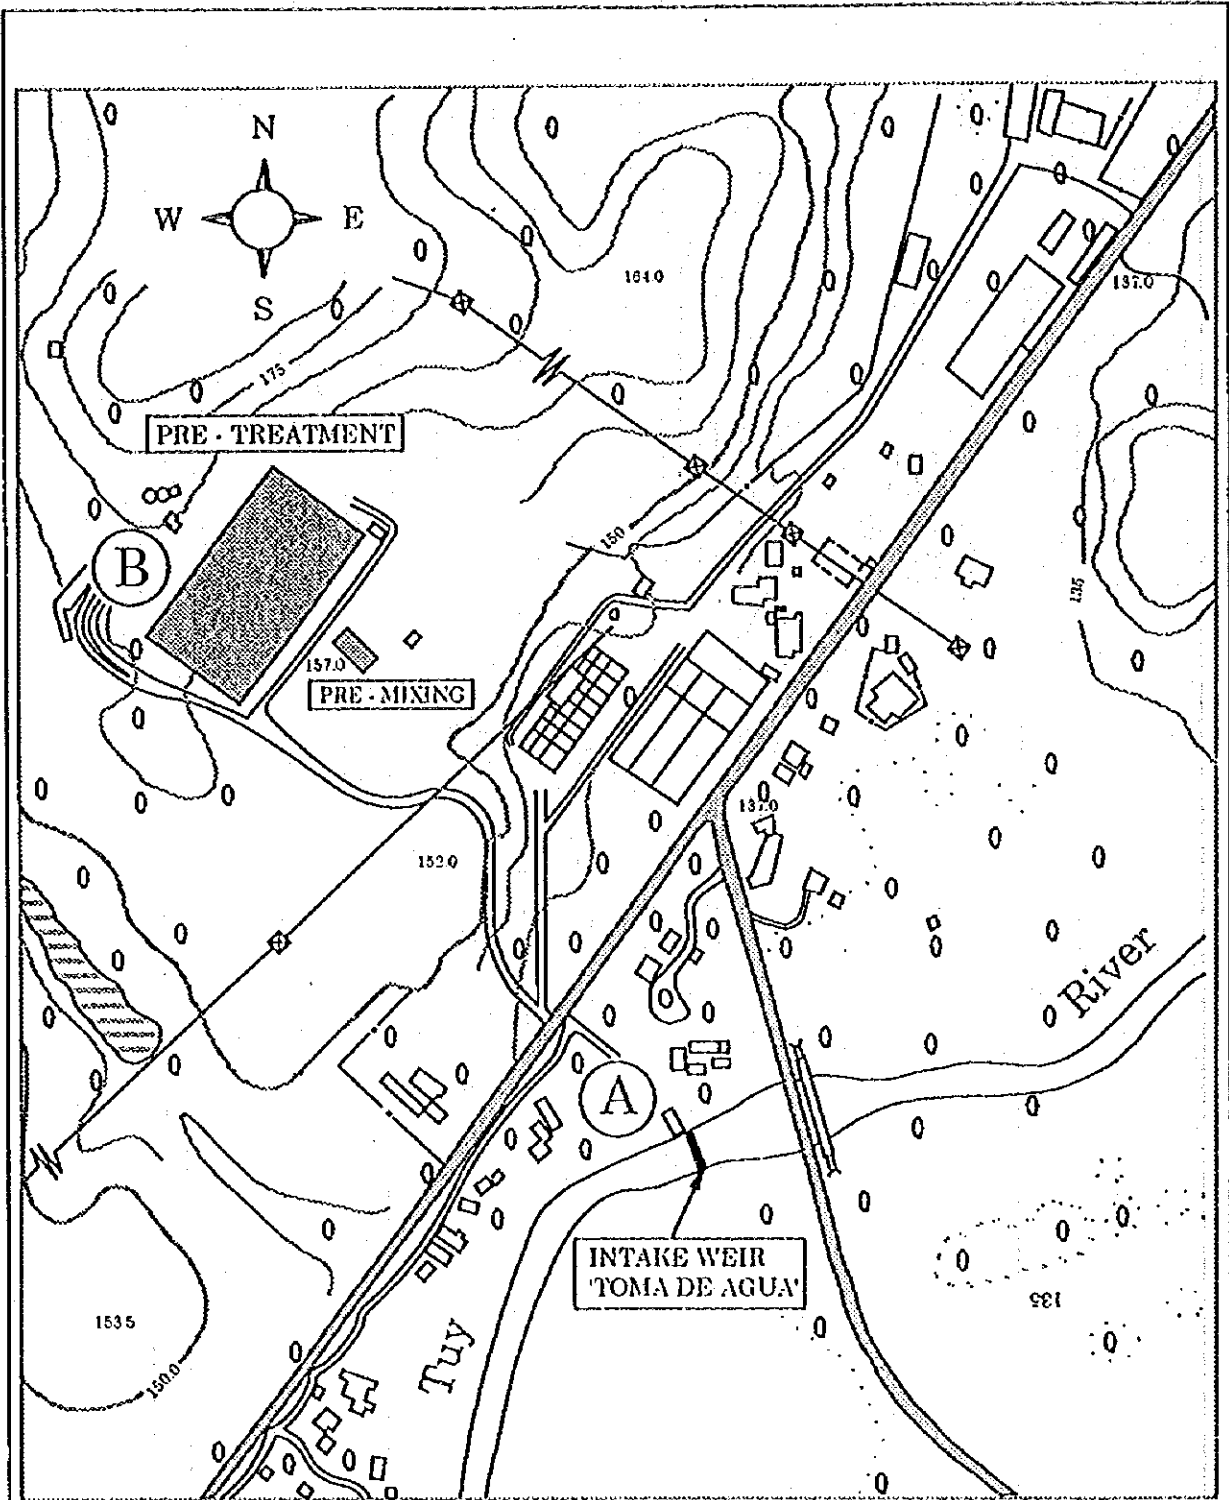 N
W E
S
164.0
137.0
175
PRE - TREATMENT
150
B
135
157.0
PRE - MIXING
137.0
152.0
River
A
INTAKE WEIR
'TOMA DE AGUA'
135
153.5
150.0
Tuy